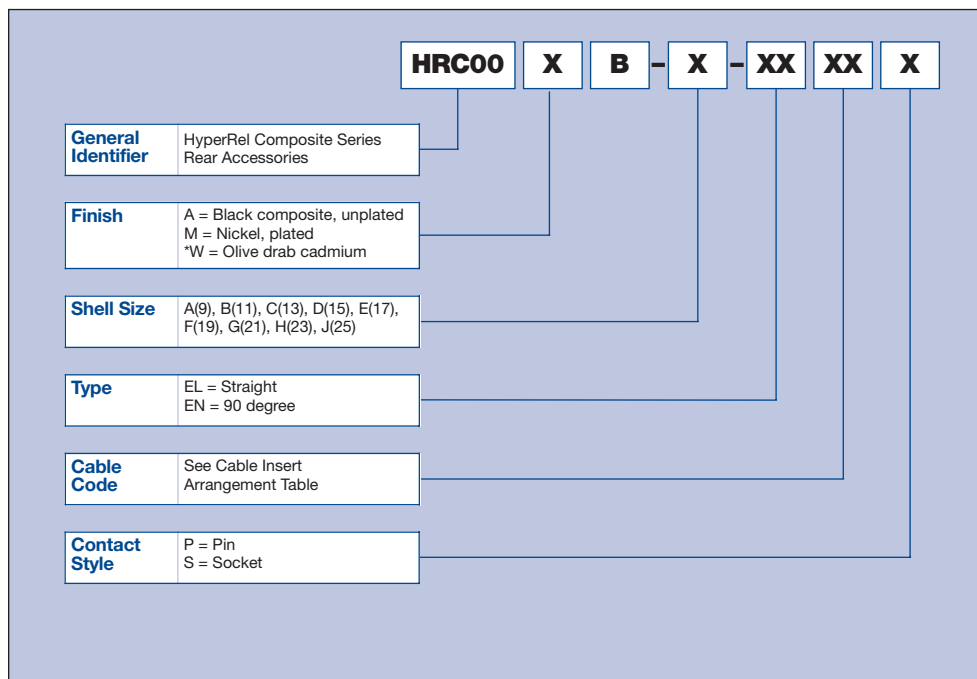 HRC00 X B – X – XX XX X
General Identifier
HyperRel Composite Series
Rear Accessories
Finish
A = Black composite, unplated
M = Nickel, plated
*W = Olive drab cadmium
Shell Size
A(9), B(11), C(13), D(15), E(17),
F(19), G(21), H(23), J(25)
Type
EL = Straight
EN = 90 degree
Cable
Code
See Cable Insert
Arrangement Table
Contact
Style
P = Pin
S = Socket